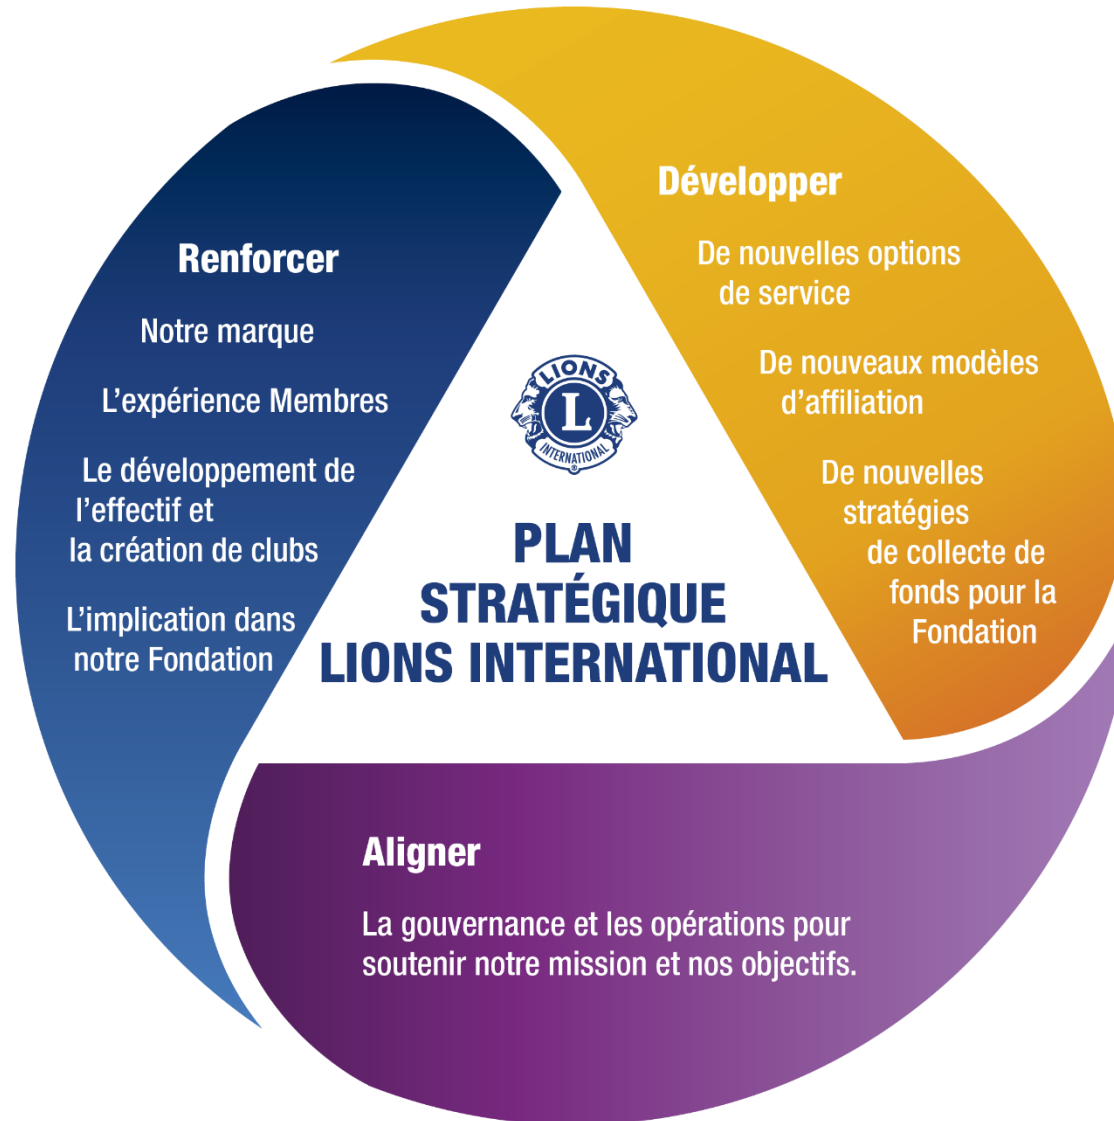 Renforcer
Notre marque
L’expérience Membres
Le développement de
l’effectif et
la création de clubs
L’implication dans
notre Fondation
Développer
De nouvelles options
de service
De nouveaux modèles
d’affiliation
De nouvelles
stratégies
de collecte de
fonds pour la
Fondation
LIONS
L
INTERNATIONAL
®
PLAN
STRATÉGIQUE
LIONS INTERNATIONAL
Aligner
La gouvernance et les opérations pour
soutenir notre mission et nos objectifs.